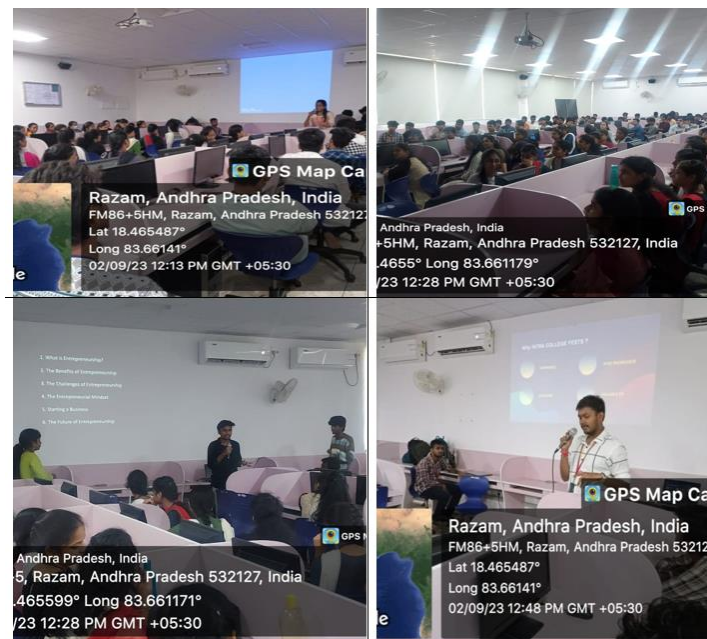 GPS Map Ca
Razam, Andhra Pradesh, India
FM86+5HM, Razam, Andhra Pradesh 532127
Lat 18.465487°
Long 83.66141°
02/09/23 12:13 PM GMT +05:30
le
GPS
Andhra Pradesh, India
+5HM, Razam, Andhra Pradesh 532127, India
.4655° Long 83.661179°
/23 12:28 PM GMT +05:30
1. What is Entrepreneurship?
2. The Benefits of Entrepreneurship
3. The Challenges of Entrepreneurship
4. The Entrepreneurial Mindset
5. Starting a Business
6. The Future of Entrepreneurship
GPS M
Andhra Pradesh, India
-5, Razam, Andhra Pradesh 532127, India
.465599° Long 83.661171°
/23 12:28 PM GMT +05:30
Why INTRA COLLEGE FESTS ?
GPS Map Ca
Razam, Andhra Pradesh, India
FM86+5HM, Razam, Andhra Pradesh 5321
Lat 18.465487°
Long 83.66141°
02/09/23 12:48 PM GMT +05:30
le